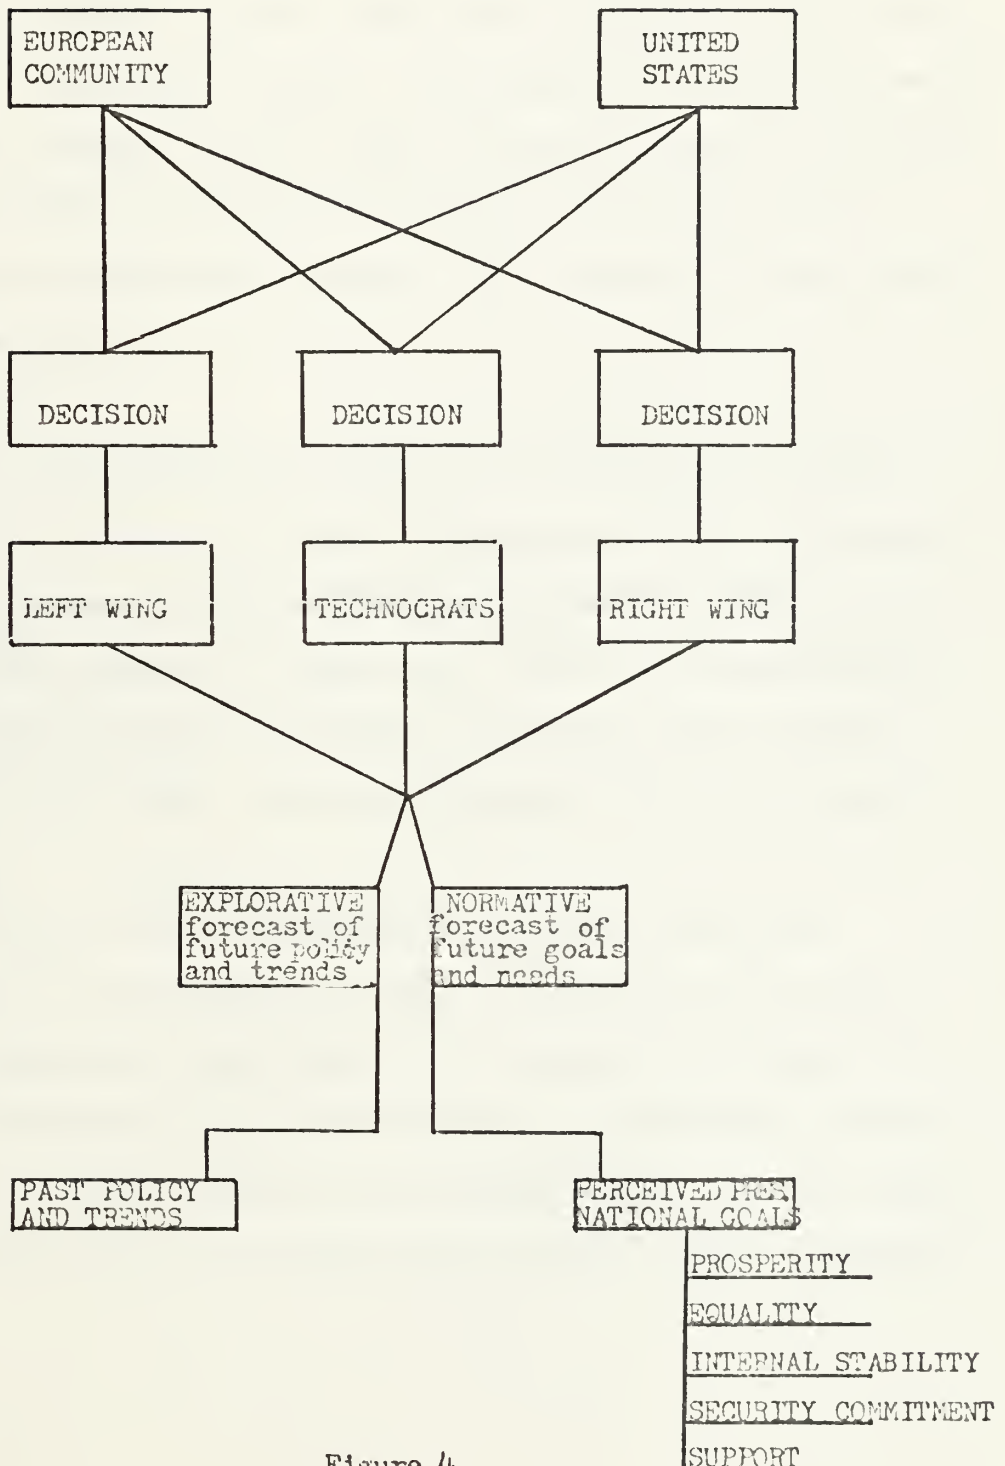 EUROPEAN
COMMUNITY
UNITED
STATES
DECISION
DECISION
DECISION
LEFT WING
TECHNOCRATS
RIGHT WING
EXPLORATIVE
forecast of
future policy
and trends
NORMATIVE
forecast of
future goals
and needs
PAST POLICY
AND TRENDS
PERCEIVED PRES.
NATIONAL GOALS
PROSPERITY
EQUALITY
INTERNAL STABILITY
SECURITY COMMITMENT
SUPPORT
Figure 4